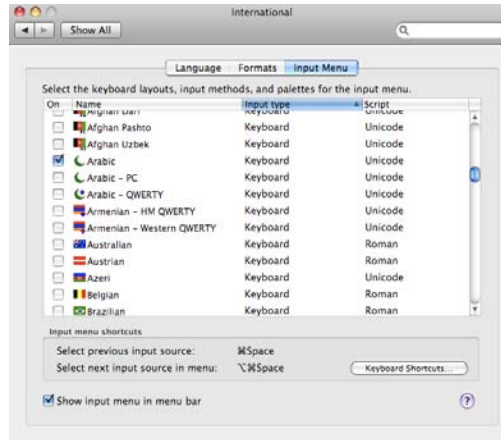 International
Show All
Language Formats Input Menu
Select the keyboard layouts, input methods, and palettes for the input menu.
On Name Input type Script
Afghan Dari Keyboard Unicode
Afghan Pashto Keyboard Unicode
Afghan Uzbek Keyboard Unicode
Arabic Keyboard Unicode
Arabic - PC Keyboard Unicode
Arabic - QWERTY Keyboard Unicode
Armenian - HM QWERTY Keyboard Unicode
Armenian - Western QWERTY Keyboard Unicode
Australian Keyboard Roman
Austrian Keyboard Roman
Azeri Keyboard Unicode
Belgian Keyboard Roman
Brazilian Keyboard Roman
Input menu shortcuts
Select previous input source: ⌘Space
Select next input source in menu: ⌥⌘Space Keyboard Shortcuts...
Show input menu in menu bar ?